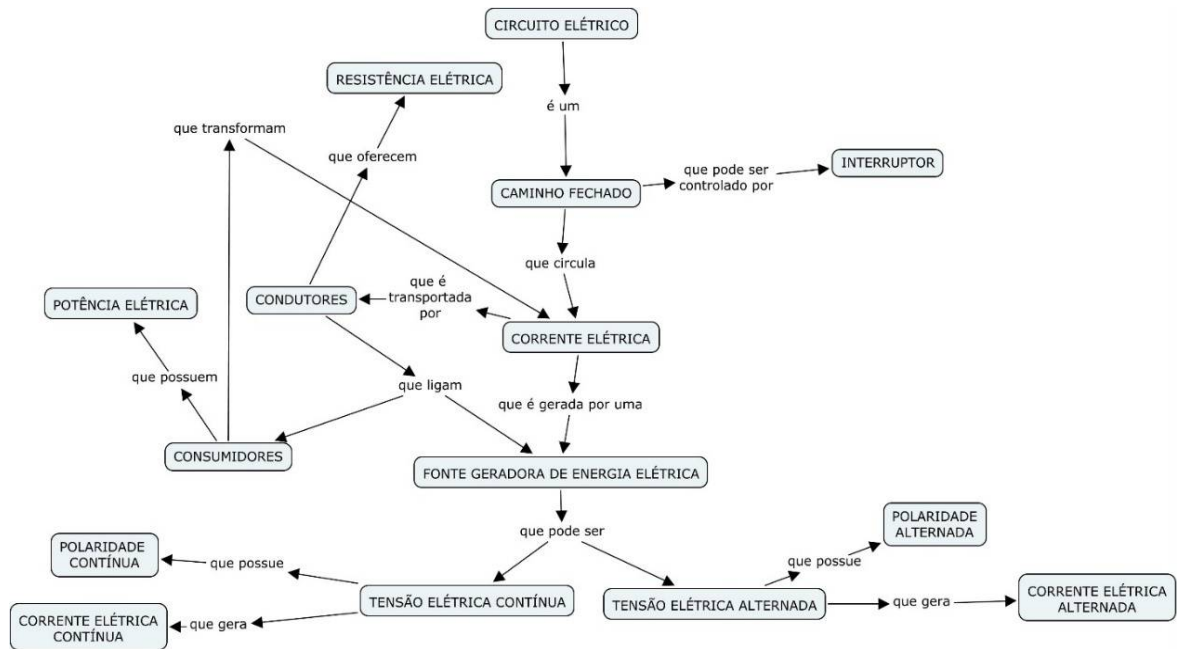 CIRCUITO ELÉTRICO
RESISTÊNCIA ELÉTRICA
é um
que transformam
que oferecem
INTERRUPTOR
que pode ser
controlado por
CAMINHO FECHADO
que circula
que é
transportada
por
CONDUTORES
POTÊNCIA ELÉTRICA
CORRENTE ELÉTRICA
que possuem
que ligam
que é gerada por uma
CONSUMIDORES
FONTE GERADORA DE ENERGIA ELÉTRICA
que pode ser
POLARIDADE
ALTERNADA
POLARIDADE
CONTÍNUA
que possue
que possue
TENSÃO ELÉTRICA CONTÍNUA
TENSÃO ELÉTRICA ALTERNADA
que gera
CORRENTE ELÉTRICA
ALTERNADA
CORRENTE ELÉTRICA
CONTÍNUA
que gera